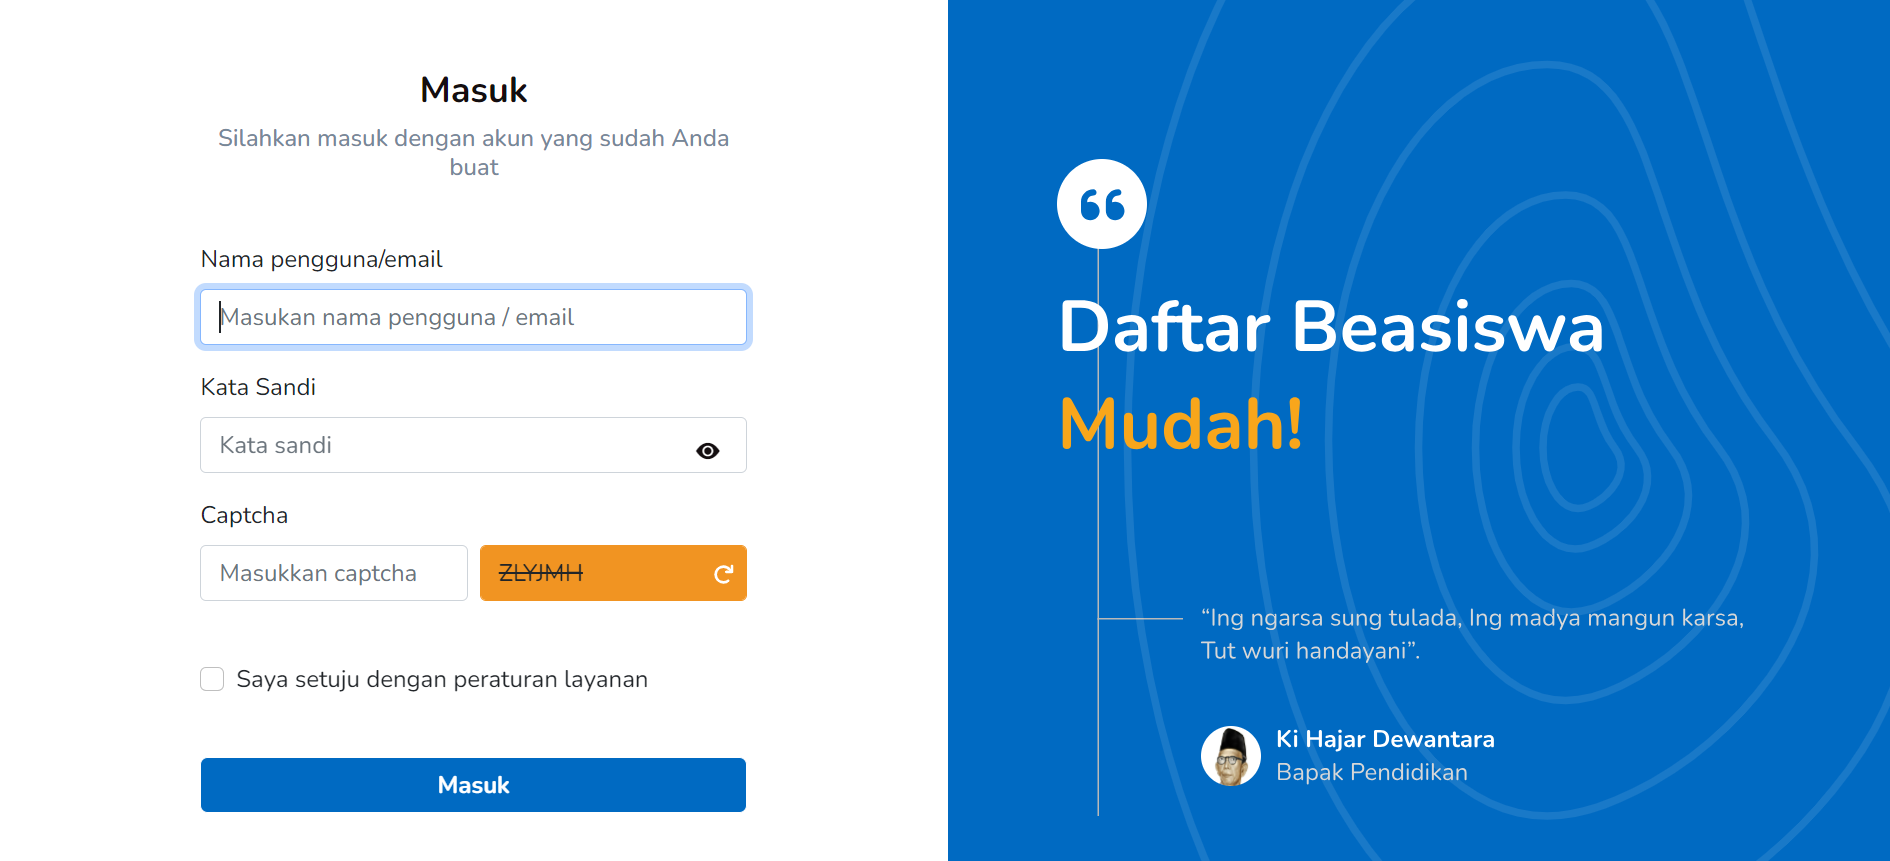 Masuk
Silahkan masuk dengan akun yang sudah Anda
buat
Nama pengguna/email
Masukan nama pengguna / email
Kata Sandi
Kata sandi
Captcha
Masukkan captcha
ZLYJMH
Saya setuju dengan peraturan layanan
Masuk
Daftar Beasiswa
Mudah!
“Ing ngarsa sung tulada, Ing madya mangun karsa,
Tut wuri handayani”.
Ki Hajar Dewantara
Bapak Pendidikan